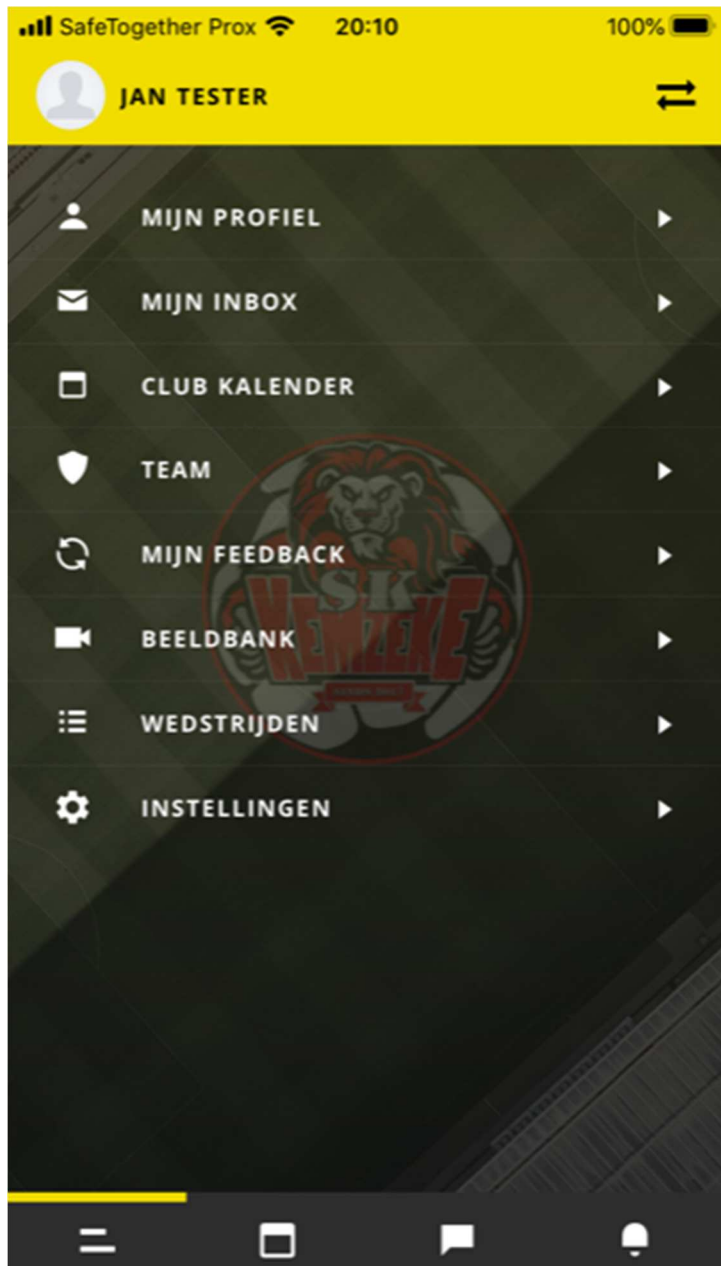 SafeTogether Prox 20:10 100%
JAN TESTER
MIJN PROFIEL
MIJN INBOX
CLUB KALENDER
TEAM
MIJN FEEDBACK
SK
KEMZEKE
BEELDBANK
WEDSTRIJDEN
INSTELLINGEN